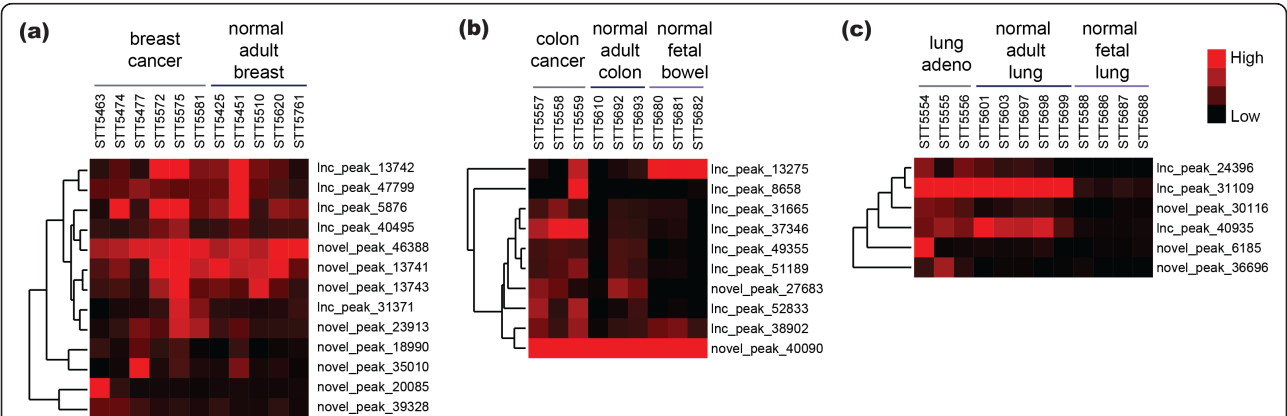 (a)
breast
cancer
normal
adult
breast
STT5463
STT5474
STT5477
STT5572
STT5575
STT5581
STT5425
STT5451
STT5510
STT5620
STT5761
lnc_peak_13742
lnc_peak_47799
lnc_peak_5876
lnc_peak_40495
novel_peak_46388
novel_peak_13741
novel_peak_13743
lnc_peak_31371
novel_peak_23913
novel_peak_18990
novel_peak_35010
novel_peak_20085
novel_peak_39328
(b)
colon
cancer
normal
adult
colon
normal
fetal
bowel
STT5557
STT5558
STT5559
STT5610
STT5692
STT5693
STT5680
STT5681
STT5682
lnc_peak_13275
lnc_peak_8658
lnc_peak_31665
lnc_peak_37346
lnc_peak_49355
lnc_peak_51189
novel_peak_27683
lnc_peak_52833
lnc_peak_38902
novel_peak_40090
(c)
lung
adeno
normal
adult
lung
normal
fetal
lung
STT5554
STT5555
STT5556
STT5601
STT5603
STT5697
STT5698
STT5699
STT5588
STT5686
STT5687
STT5688
lnc_peak_24396
lnc_peak_31109
novel_peak_30116
lnc_peak_40935
novel_peak_6185
novel_peak_36696
High
Low